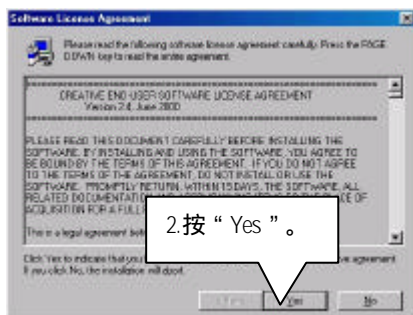 Software License Agreement
Please read the following software license agreement carefully. Press the PAGE
DOWN key to read the entire agreement.
CREATIVE END-USER SOFTWARE LICENSE AGREEMENT
Version 2.4, June 2000
PLEASE READ THIS DOCUMENT CAREFULLY BEFORE INSTALLING THE
SOFTWARE. BY INSTALLING AND USING THE SOFTWARE, YOU AGREE TO
BE BOUND BY THE TERMS OF THIS AGREEMENT. IF YOU DO NOT AGREE
TO THE TERMS OF THE AGREEMENT, DO NOT INSTALL OR USE THE
SOFTWARE. PROMPTLY RETURN, WITHIN 15 DAYS, THE SOFTWARE, ALL
RELATED DOCUMENTATION OF
ACQUISITION FOR A FULL
This is a legal agreement
2.按“Yes”。
Click Yes to indicate that you agreement.
If you click No, the installation will abort.
Yes
No